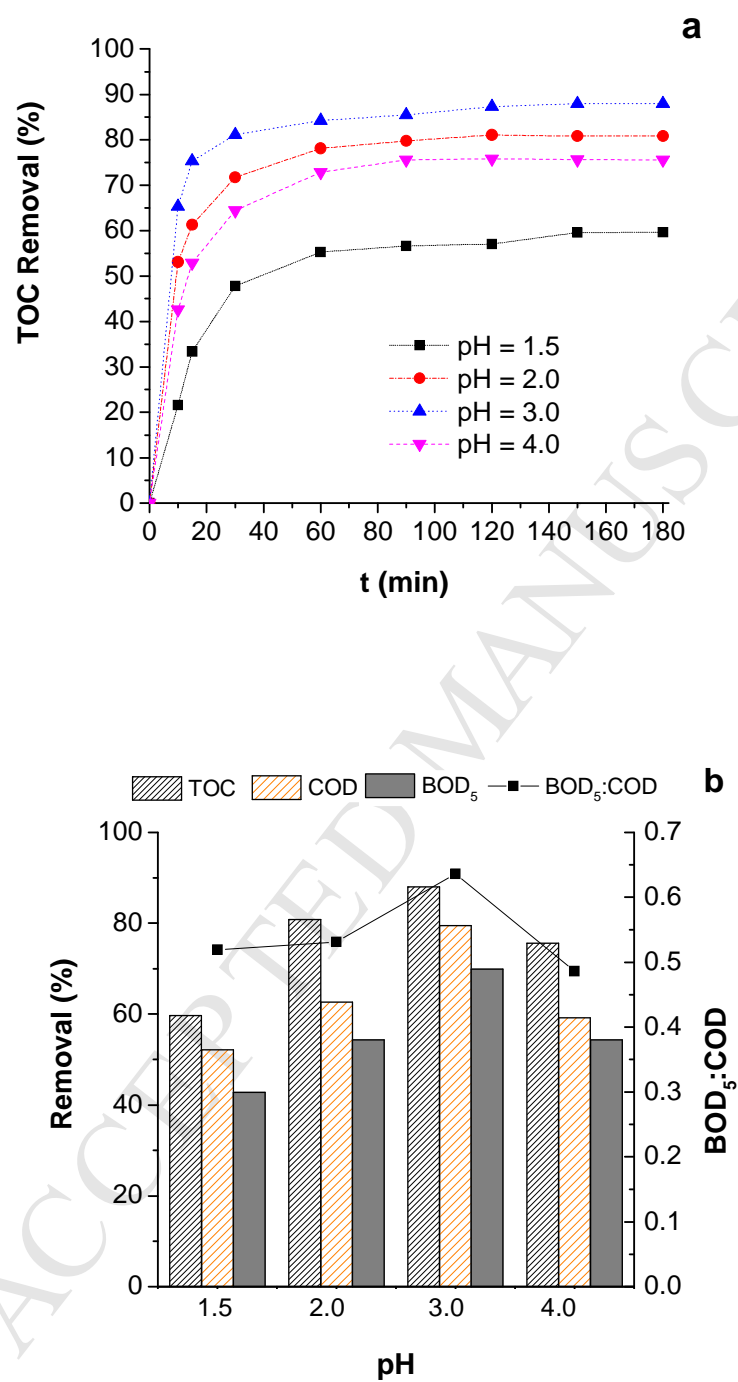 a
100
90
80
70
60
50
40
30
20
10
0
TOC Removal (%)
pH = 1.5
pH = 2.0
pH = 3.0
pH = 4.0
0 20 40 60 80 100 120 140 160 180
t (min)
b
TOC COD BOD5 BOD5:COD
100
80
60
40
20
0
Removal (%)
0.7
0.6
0.5
0.4
0.3
0.2
0.1
0.0
BOD5:COD
1.5 2.0 3.0 4.0
pH
ACCEPTED MANUSC